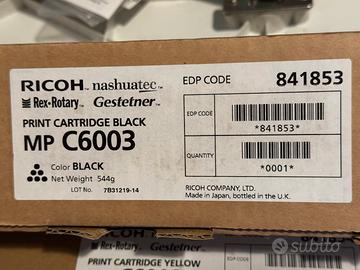 RICOH nashuatec
Rex-Rotary Gestetner
PRINT CARTRIDGE BLACK
MP C6003
Color BLACK
Net Weight 544g
LOT No. 7B31219-14
EDP CODE 841853
EDP CODE
*841853*
QUANTITY
*0001*
RICOH COMPANY, LTD.
Made in Japan, bottled in the U.K.
PRINT CARTRIDGE YELLOW
subito